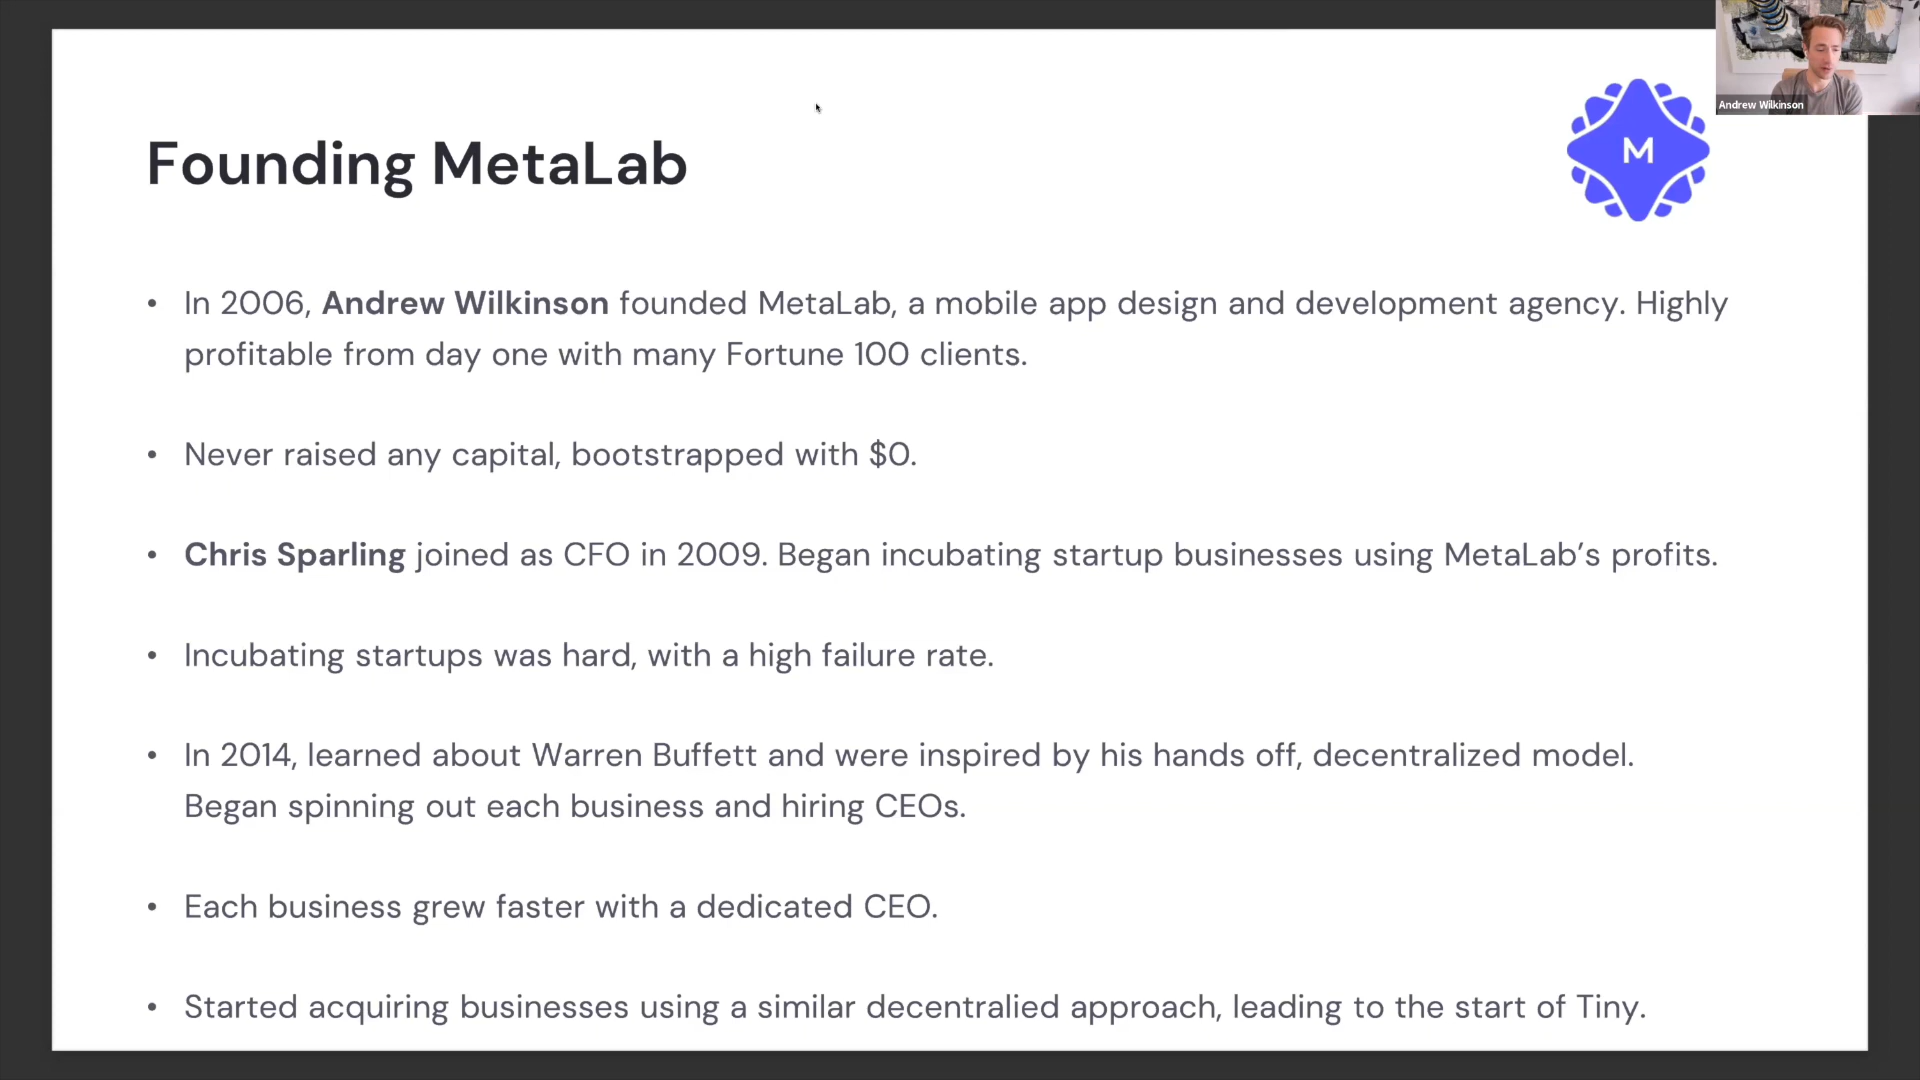 Andrew Wilkinson
M
Founding MetaLab
• In 2006, Andrew Wilkinson founded MetaLab, a mobile app design and development agency. Highly
profitable from day one with many Fortune 100 clients.
• Never raised any capital, bootstrapped with $0.
• Chris Sparling joined as CFO in 2009. Began incubating startup businesses using MetaLab’s profits.
• Incubating startups was hard, with a high failure rate.
• In 2014, learned about Warren Buffett and were inspired by his hands off, decentralized model.
Began spinning out each business and hiring CEOs.
• Each business grew faster with a dedicated CEO.
• Started acquiring businesses using a similar decentralied approach, leading to the start of Tiny.